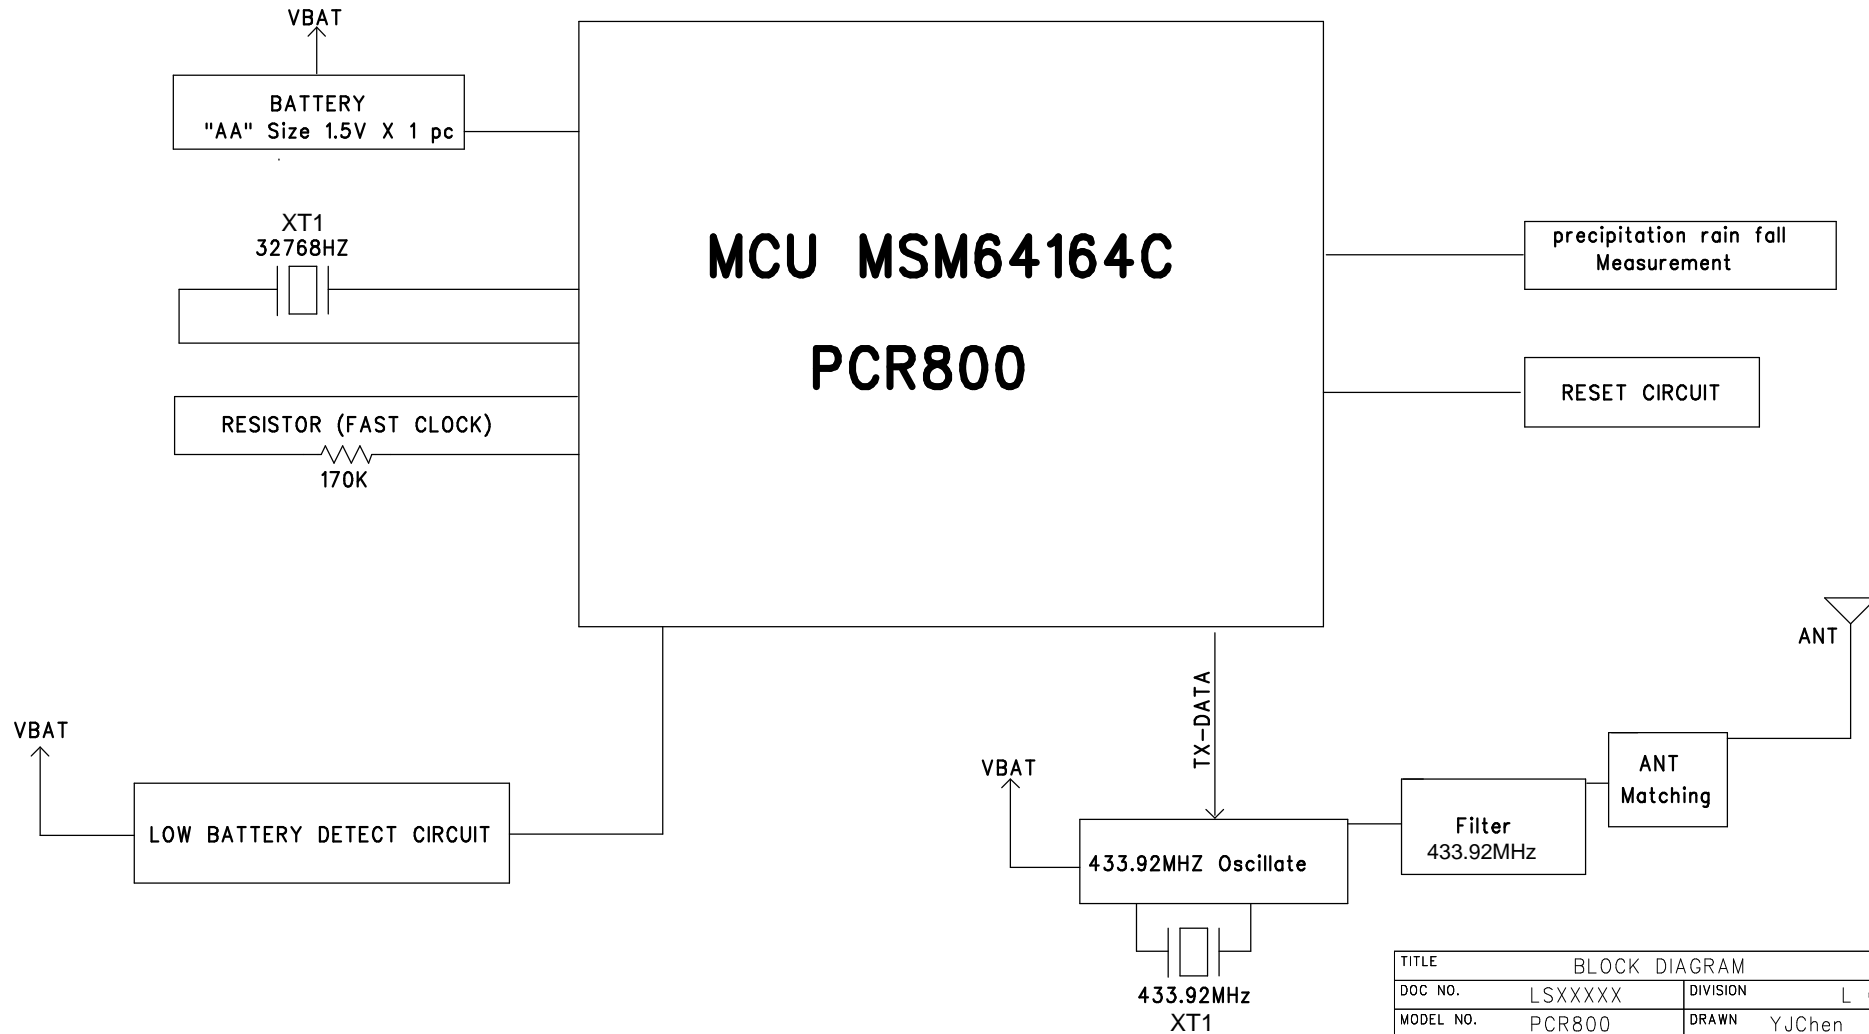 VBAT
BATTERY
"AA" Size 1.5V X 1 pc
XT1
32768HZ
RESISTOR (FAST CLOCK)
170K
MCU MSM64164C
PCR800
precipitation rain fall
Measurement
RESET CIRCUIT
VBAT
LOW BATTERY DETECT CIRCUIT
TX-DATA
VBAT
433.92MHZ Oscillate
433.92MHz
XT1
Filter
433.92MHz
ANT
Matching
ANT
TITLE BLOCK DIAGRAM
DOC NO. LSXXXXX DIVISION L
MODEL NO. PCR800 DRAWN YJChen